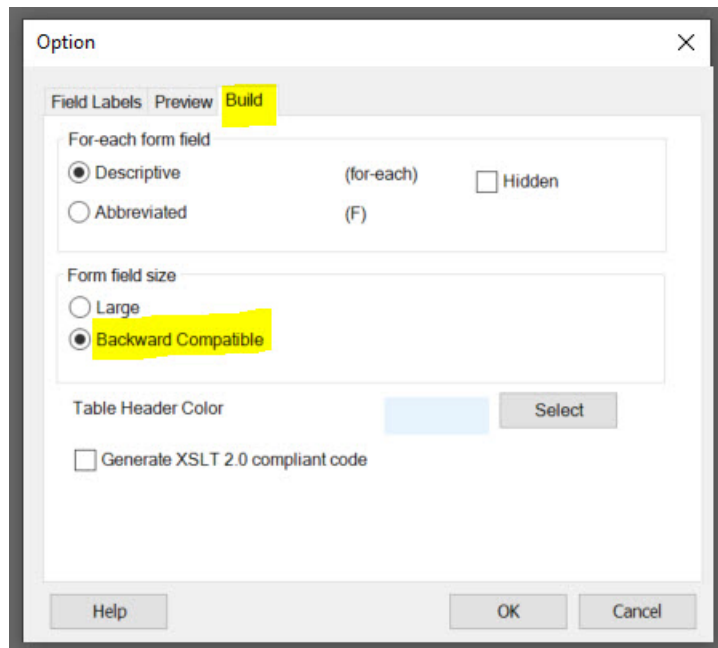 Option
Field Labels Preview Build
For-each form field
Descriptive (for-each) Hidden
Abbreviated (F)
Form field size
Large
Backward Compatible
Table Header Color Select
Generate XSLT 2.0 compliant code
Help OK Cancel